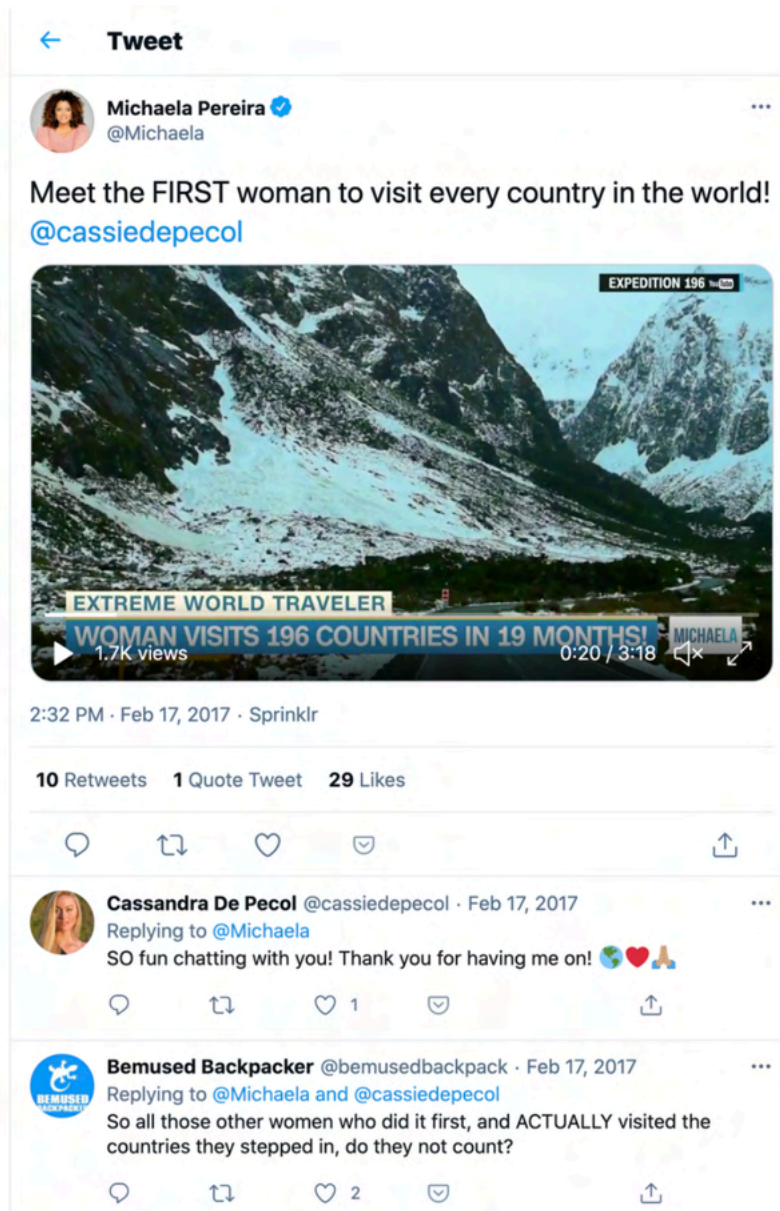 Tweet
Michaela Pereira
@Michaela
Meet the FIRST woman to visit every country in the world!
@cassiedepecol
EXPEDITION 196 YouTube
EXTREME WORLD TRAVELER
WOMAN VISITS 196 COUNTRIES IN 19 MONTHS!
MICHAELA
1.7K views
0:20 / 3:18
2:32 PM · Feb 17, 2017 · Sprinklr
10 Retweets 1 Quote Tweet 29 Likes
Cassandra De Pecol @cassiedepecol · Feb 17, 2017
Replying to @Michaela
SO fun chatting with you! Thank you for having me on! 🌎❤️🙏🏼
1
BEMUSED
BACKPACKER
Bemused Backpacker @bemusedbackpack · Feb 17, 2017
Replying to @Michaela and @cassiedepecol
So all those other women who did it first, and ACTUALLY visited the
countries they stepped in, do they not count?
2